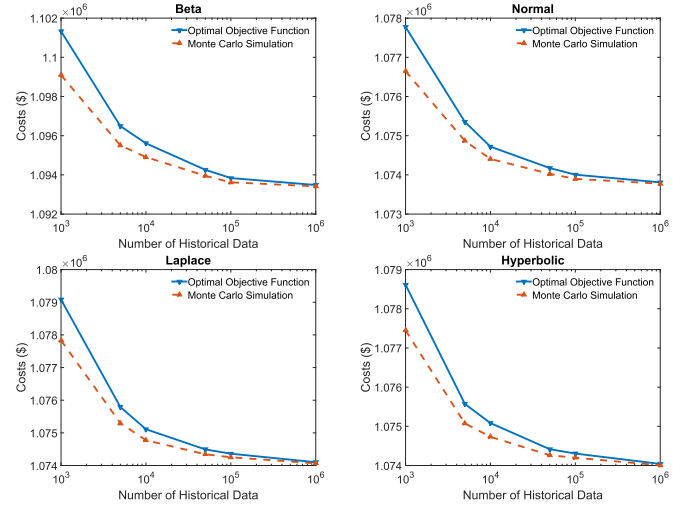 Beta
×10^6
1.102
1.1
1.098
1.096
1.094
1.092
Costs ($)
Optimal Objective Function
Monte Carlo Simulation
10^3 10^4 10^5 10^6
Number of Historical Data
Normal
×10^6
1.078
1.077
1.076
1.075
1.074
1.073
Costs ($)
Optimal Objective Function
Monte Carlo Simulation
10^3 10^4 10^5 10^6
Number of Historical Data
Laplace
×10^6
1.08
1.079
1.078
1.077
1.076
1.075
1.074
Costs ($)
Optimal Objective Function
Monte Carlo Simulation
10^3 10^4 10^5 10^6
Number of Historical Data
Hyperbolic
×10^6
1.079
1.078
1.077
1.076
1.075
1.074
Costs ($)
Optimal Objective Function
Monte Carlo Simulation
10^3 10^4 10^5 10^6
Number of Historical Data